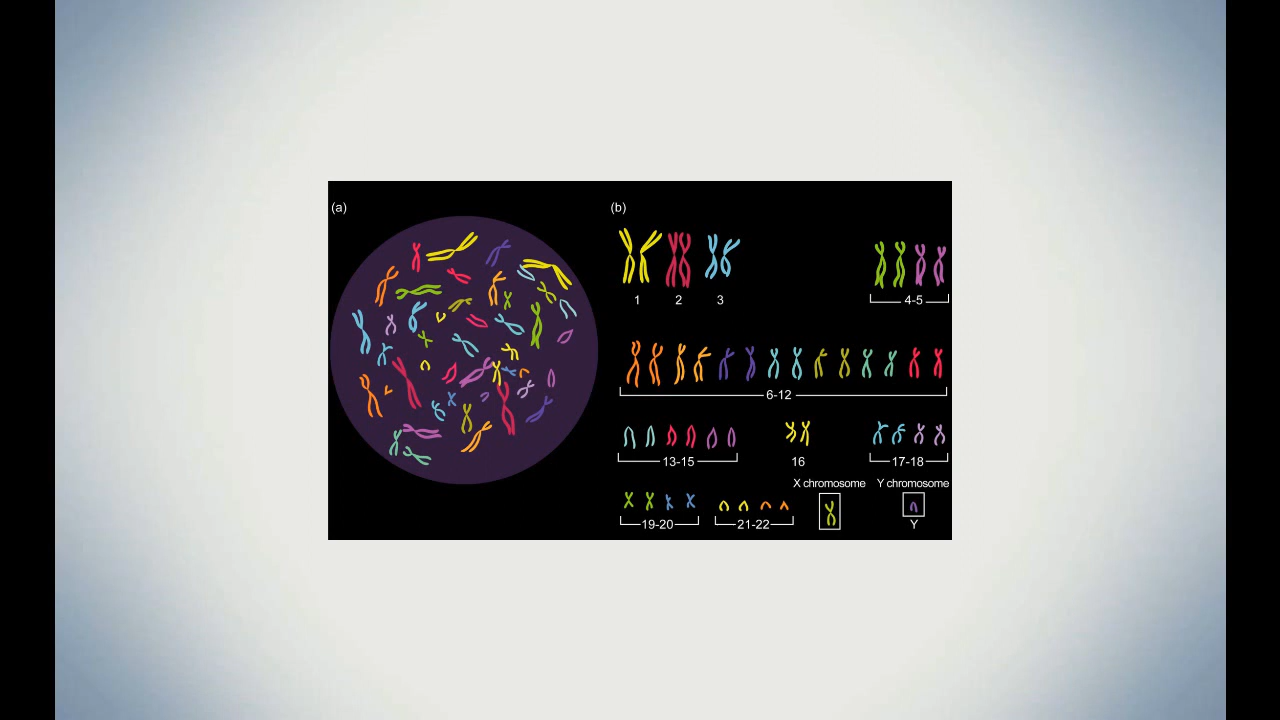 (a)
(b)
1 2 3 4-5
6-12
13-15 16 17-18
X chromosome Y chromosome
19-20 21-22 Y